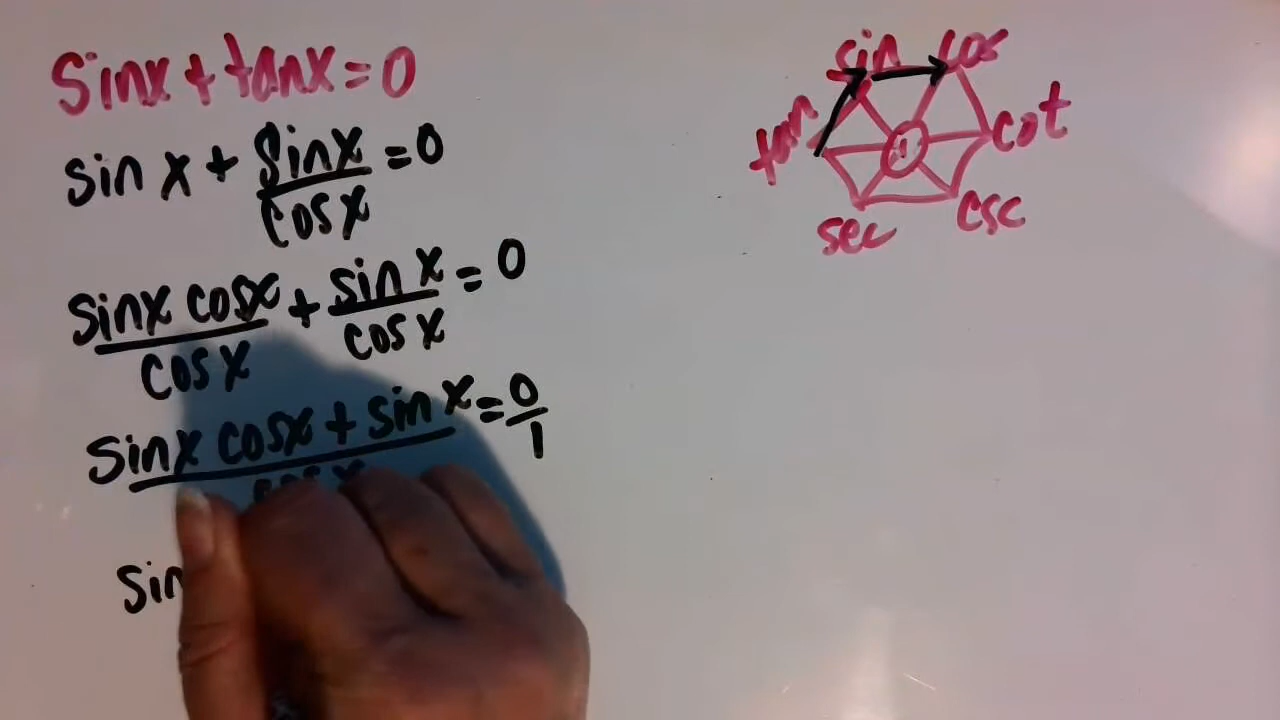 sinx + tanx = 0
sin x + sinx/cosx = 0
sinx cosx/cosx + sin x/cosx = 0
sinx cosx + sin x/cosx = 0/1
sin
sin cos
tan 1 cot
sec csc